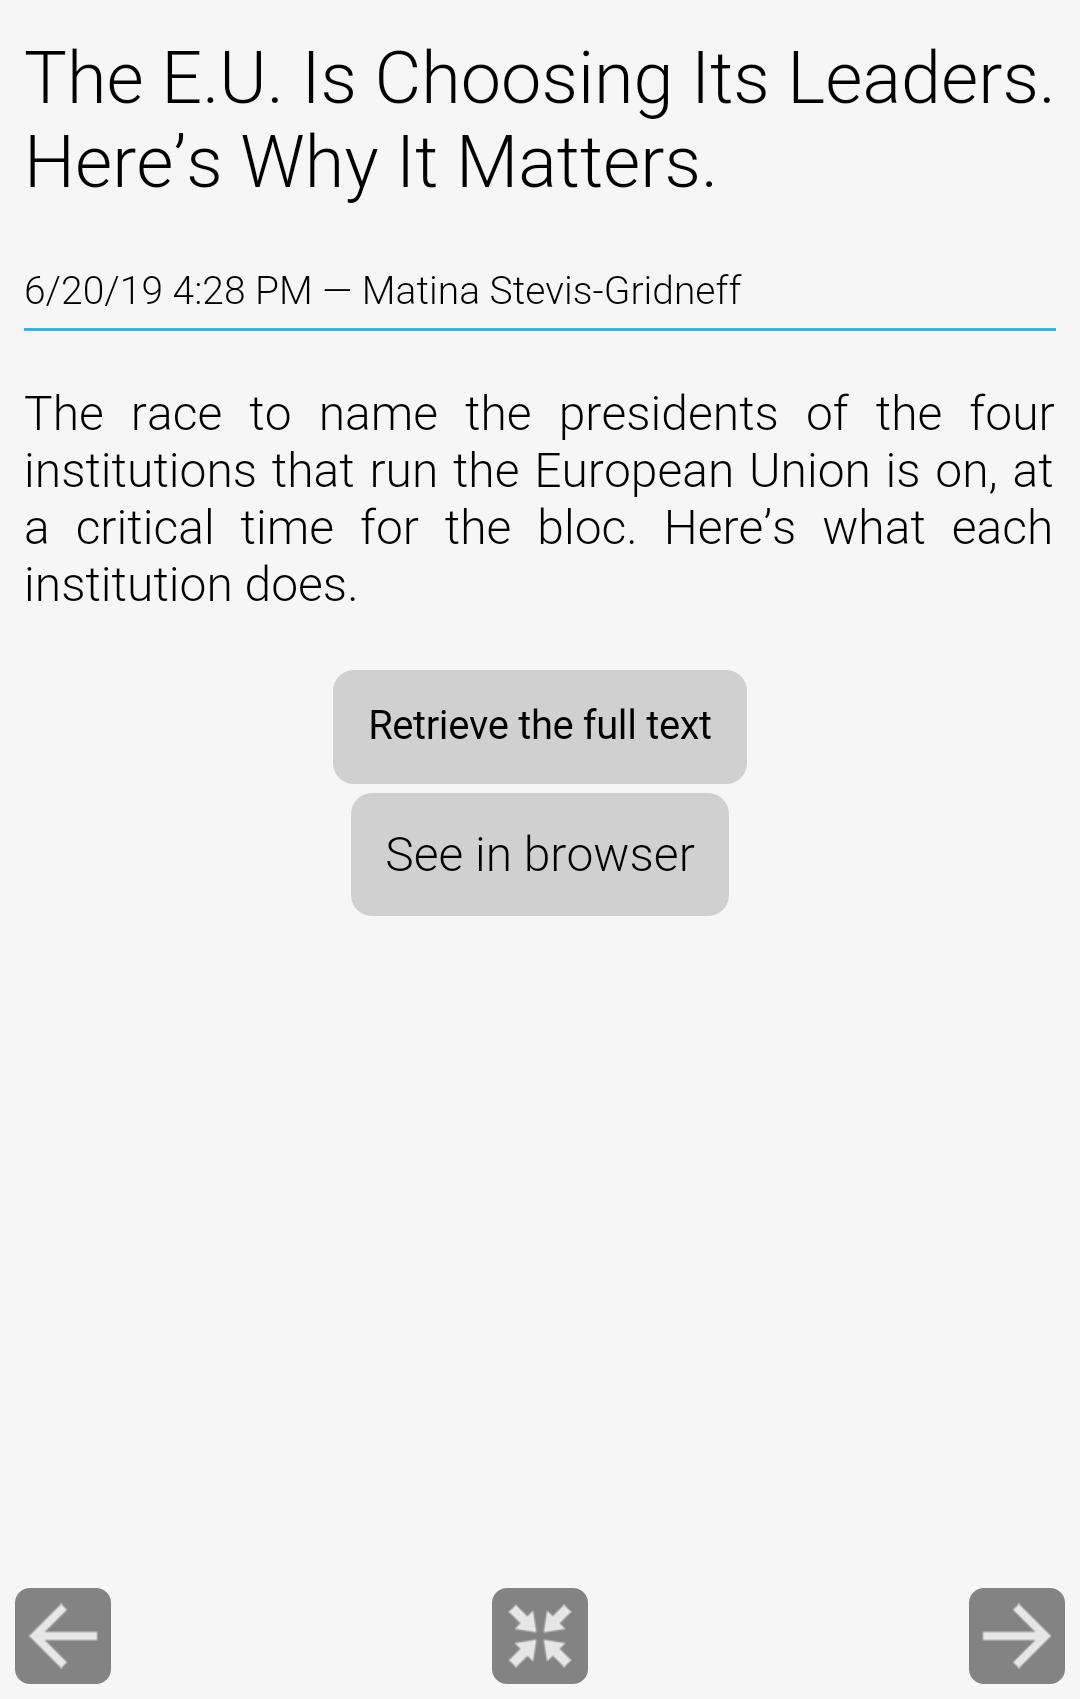 The E.U. Is Choosing Its Leaders.
Here’s Why It Matters.
6/20/19 4:28 PM — Matina Stevis-Gridneff
The race to name the presidents of the four
institutions that run the European Union is on, at
a critical time for the bloc. Here’s what each
institution does.
Retrieve the full text
See in browser